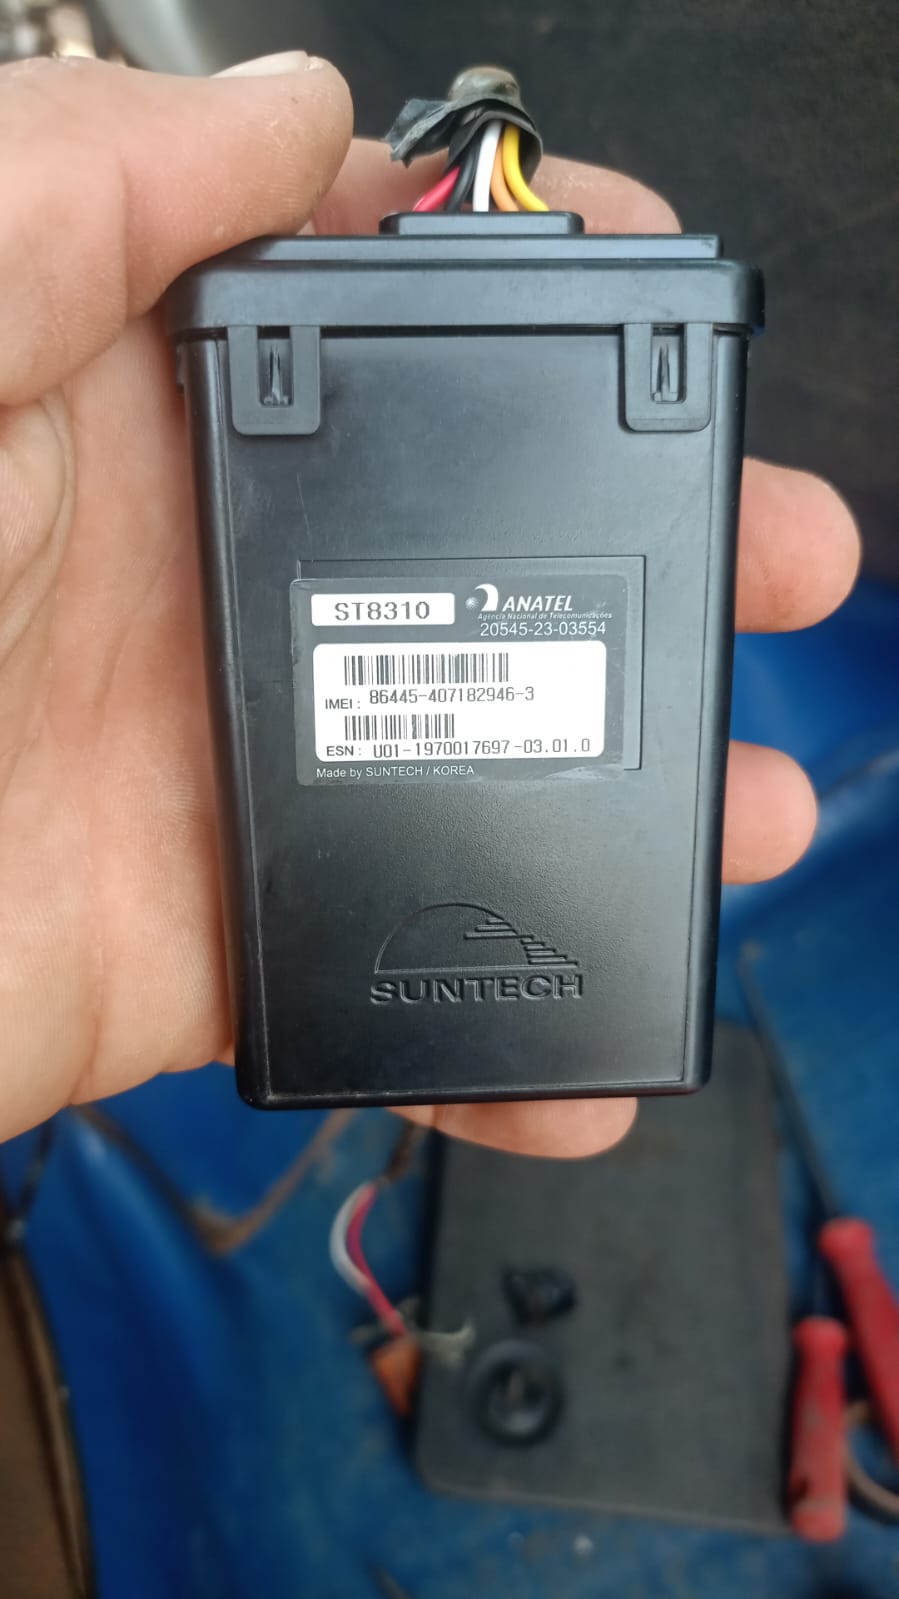 ST8310
ANATEL
Agência Nacional de Telecomunicações
20545-23-03554
IMEI: 86445-407182946-3
ESN: U01-1970017697-03.01.0
Made by SUNTECH / KOREA
SUNTECH